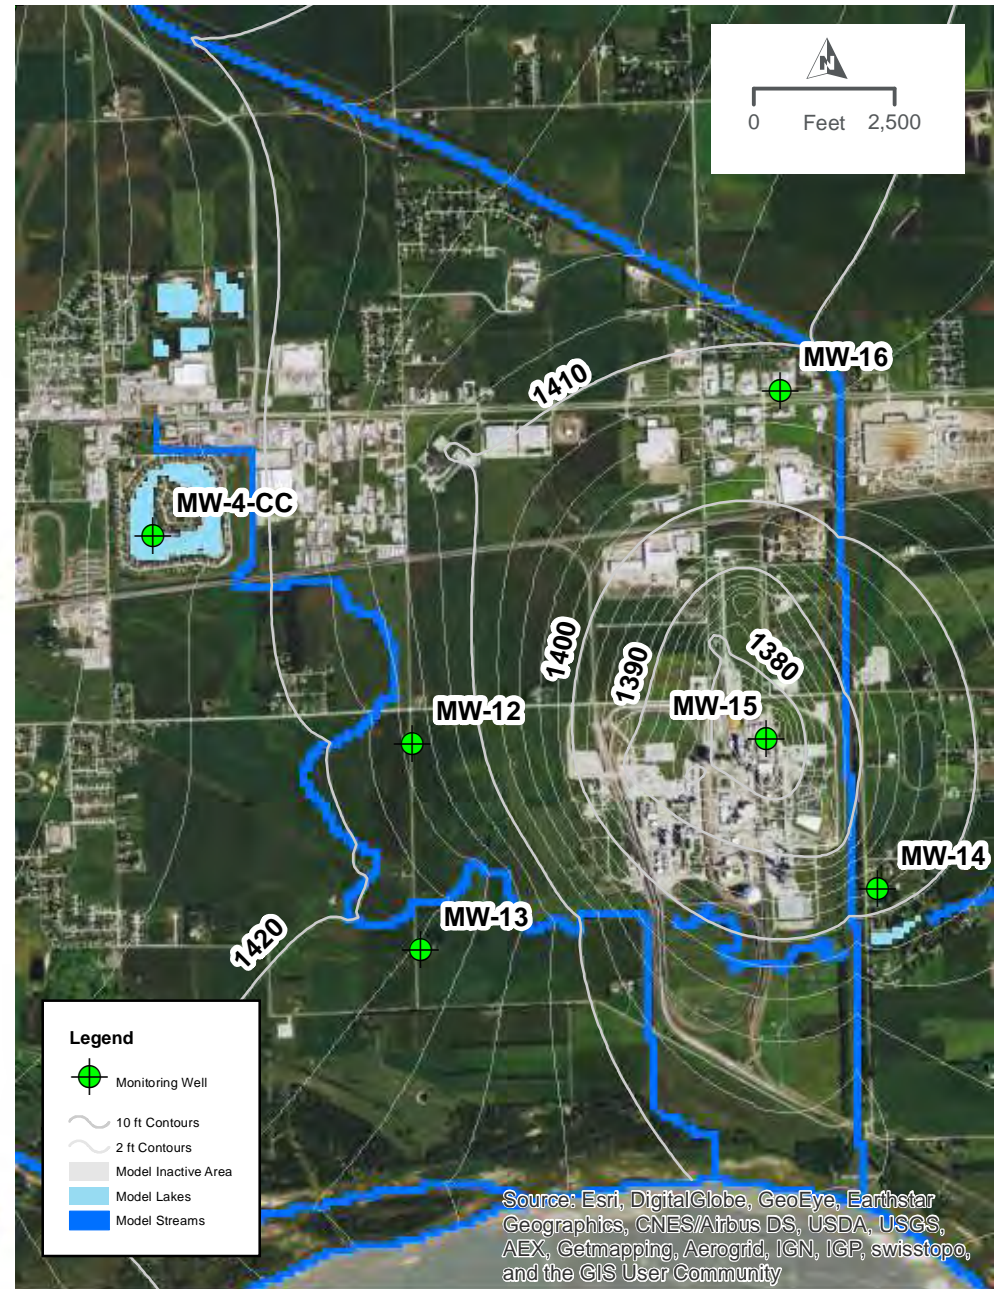 N
0 Feet 2,500
MW-16
1410
MW-4-CC
1400
1390
1380
MW-12
MW-15
MW-14
MW-13
1420
Legend
Monitoring Well
10 ft Contours
2 ft Contours
Model Inactive Area
Model Lakes
Model Streams
Source: Esri, DigitalGlobe, GeoEye, Earthstar
Geographics, CNES/Airbus DS, USDA, USGS,
AEX, Getmapping, Aerogrid, IGN, IGP, swisstopo,
and the GIS User Community